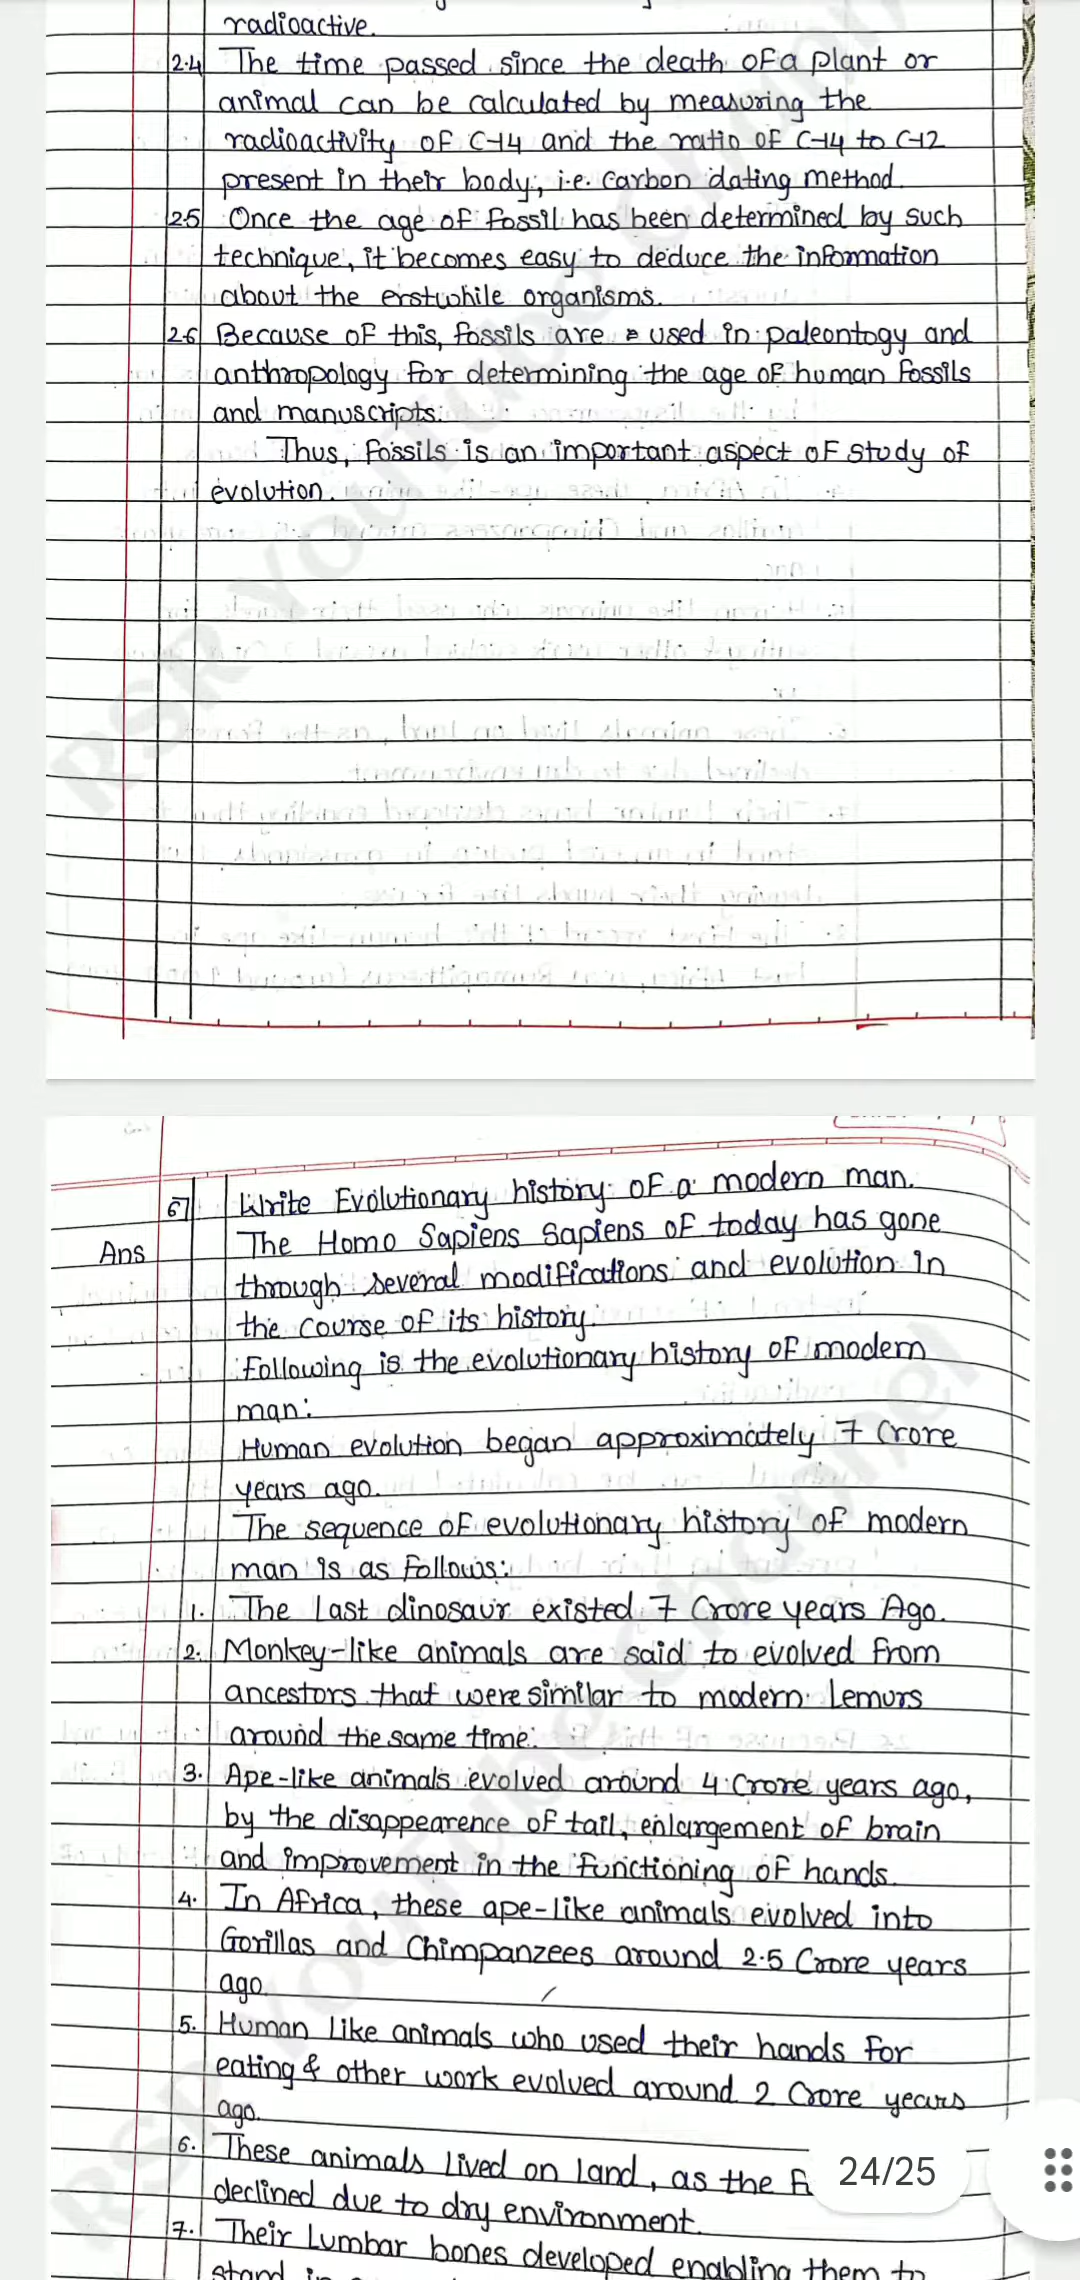 radioactive.
2.4 The time passed since the death of a plant or
animal can be calculated by measuring the
radioactivity of C-14 and the ratio of C-14 to C-12
present in their body; i.e. Carbon dating method.
2.5 Once the age of fossil has been determined by such
technique, it becomes easy to deduce the information
about the erstwhile organisms.
2.6 Because of this, fossils are used in paleontogy and
anthropology for determining the age of human fossils
and manuscripts.
Thus, fossils is an important aspect of study of
evolution.
RSR YouTube Channel
6] Write Evolutionary history of a modern man.
Ans The Homo Sapiens Sapiens of today has gone
through several modifications and evolution in
the course of its history.
Following is the evolutionary history of modern
man:
Human evolution began approximately 7 Crore
years ago.
The sequence of evolutionary history of modern
man is as follows:
1. The last dinosaur existed 7 Crore years Ago.
2. Monkey-like animals are said to evolved from
ancestors that were similar to modern Lemurs
around the same time.
3. Ape-like animals evolved around 4 Crore years ago,
by the disappearence of tail, enlargement of brain
and improvement in the functioning of hands.
4. In Africa, these ape-like animals evolved into
Gorillas and Chimpanzees around 2.5 Crore years
ago.
5. Human like animals who used their hands for
eating & other work evolved around 2 Crore years
ago.
6. These animals lived on land, as the
declined due to dry environment.
7. Their Lumbar bones developed enabling them to
stand in
RSR YouTube Channel
24/25